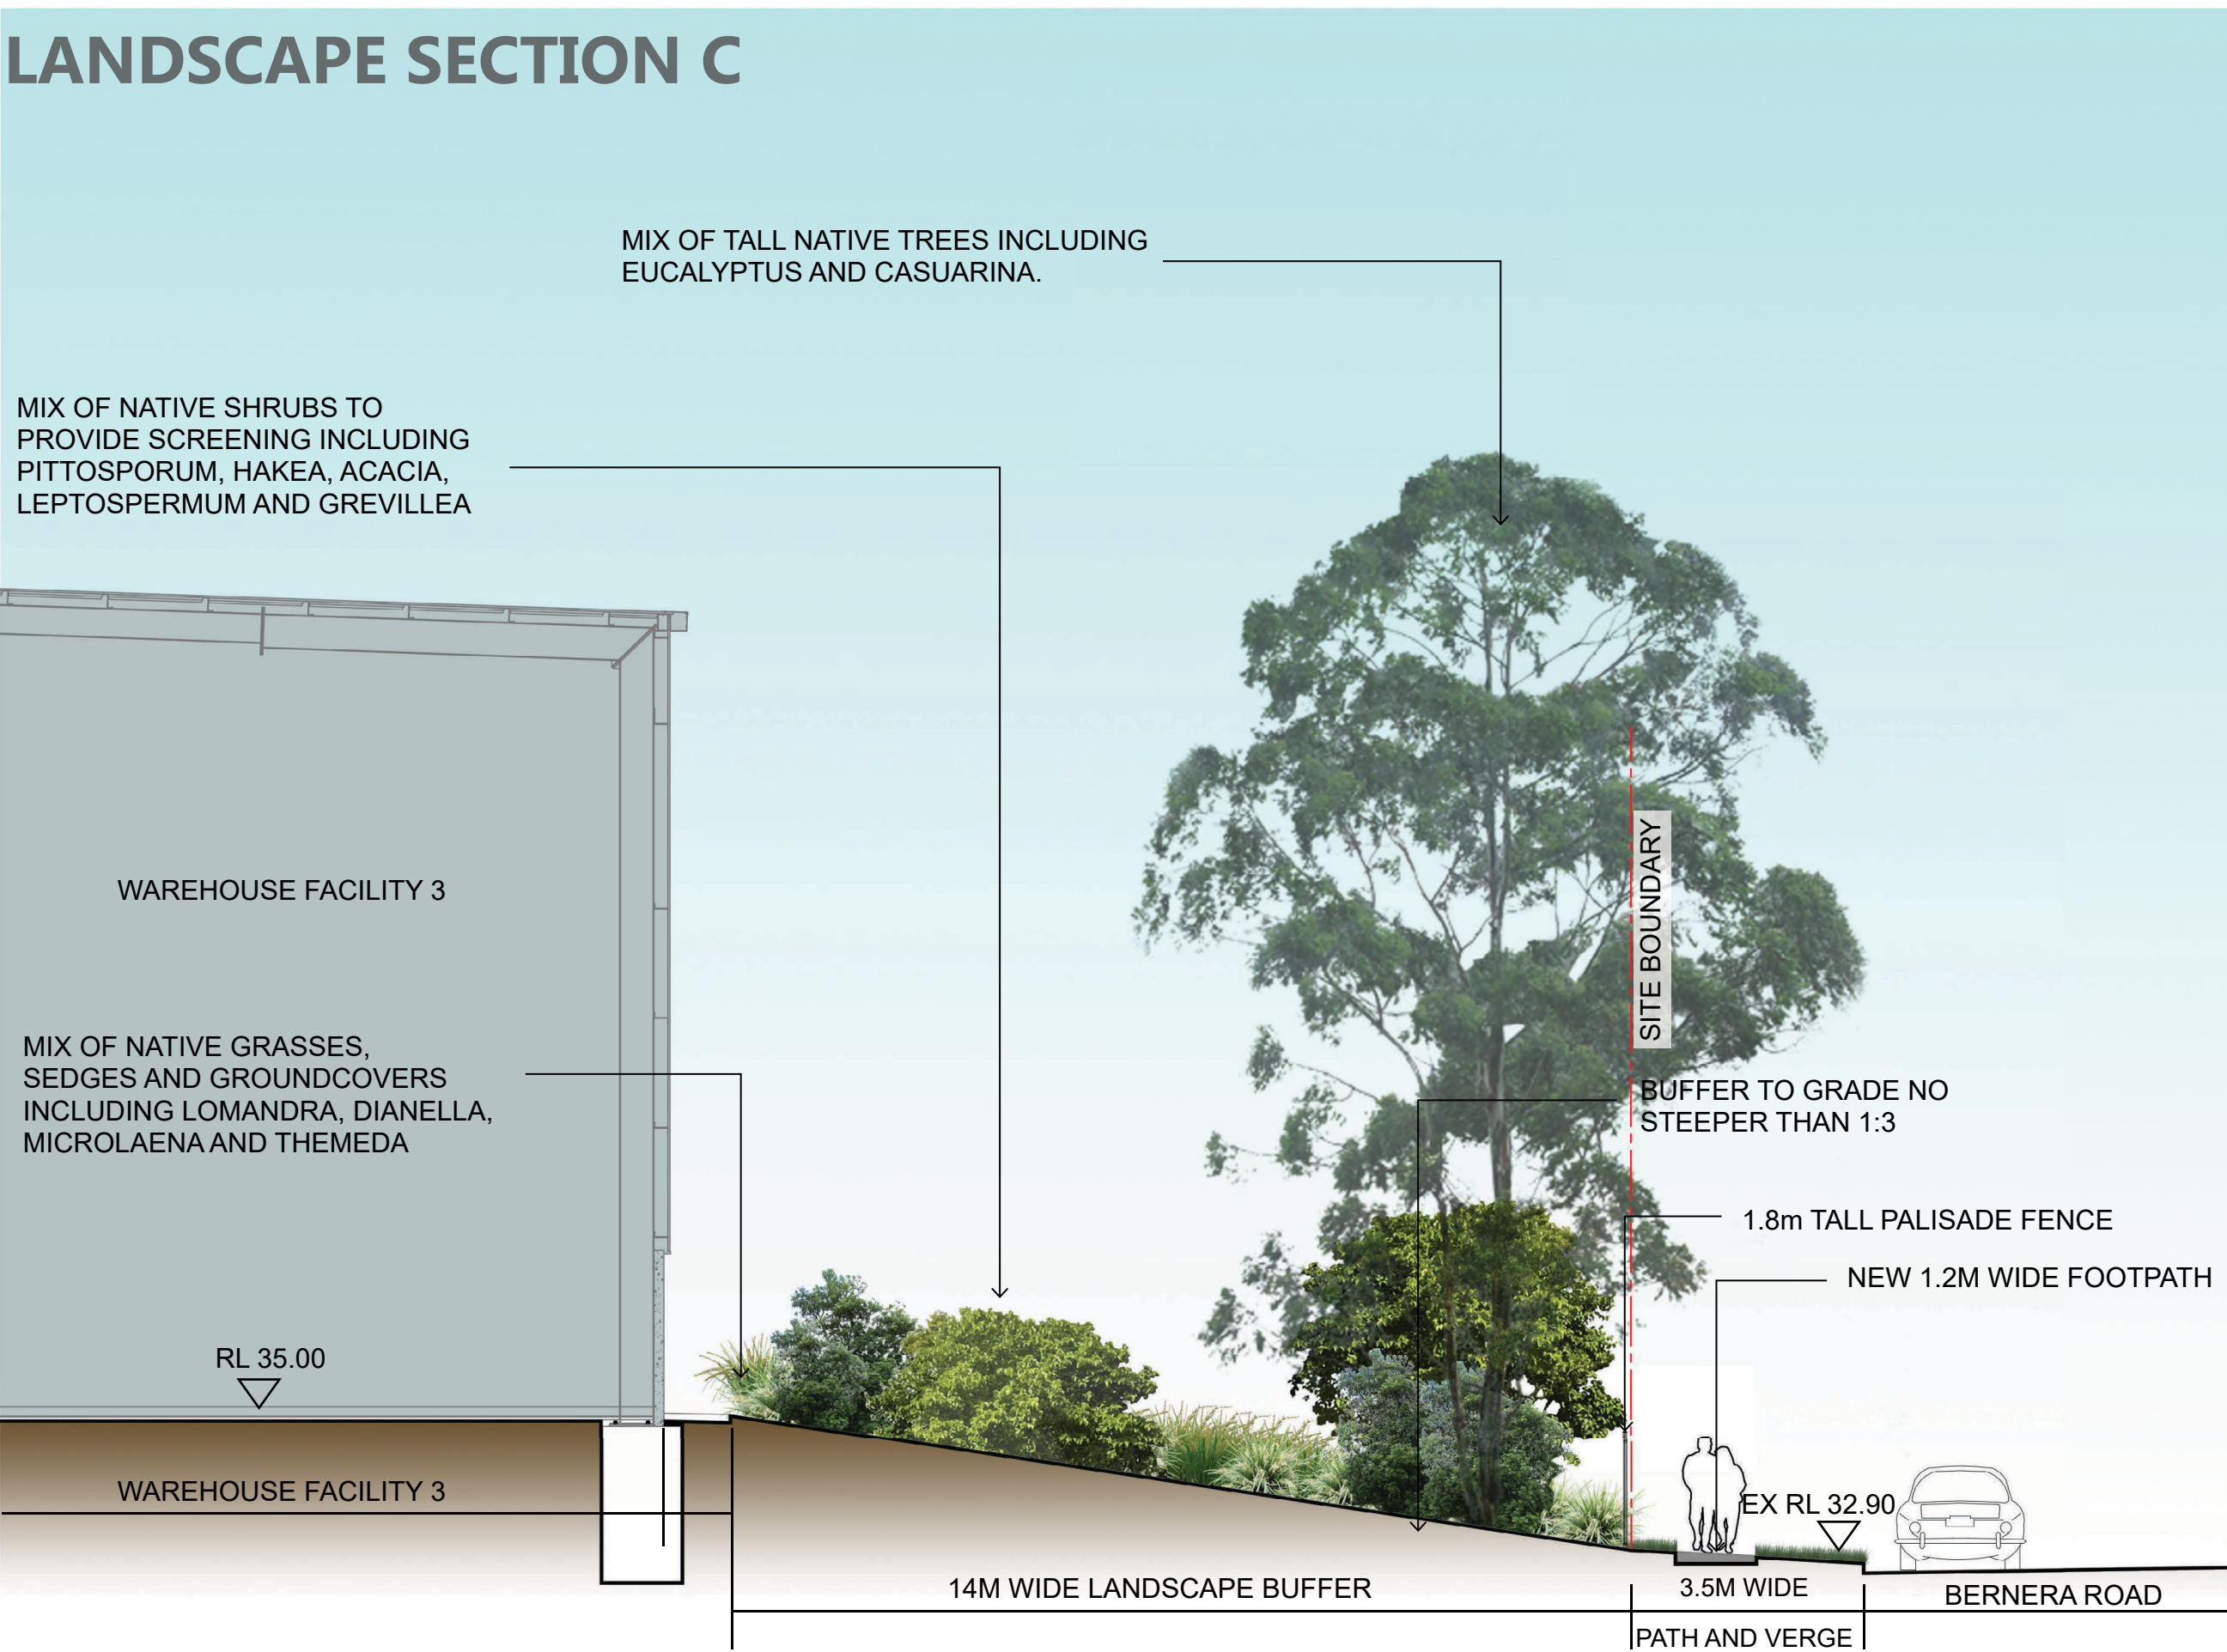 LANDSCAPE SECTION C
MIX OF TALL NATIVE TREES INCLUDING
EUCALYPTUS AND CASUARINA.
MIX OF NATIVE SHRUBS TO
PROVIDE SCREENING INCLUDING
PITTOSPORUM, HAKEA, ACACIA,
LEPTOSPERMUM AND GREVILLEA
WAREHOUSE FACILITY 3
SITE BOUNDARY
MIX OF NATIVE GRASSES,
SEDGES AND GROUNDCOVERS
INCLUDING LOMANDRA, DIANELLA,
MICROLAENA AND THEMEDA
BUFFER TO GRADE NO
STEEPER THAN 1:3
1.8m TALL PALISADE FENCE
NEW 1.2M WIDE FOOTPATH
RL 35.00
WAREHOUSE FACILITY 3
EX RL 32.90
14M WIDE LANDSCAPE BUFFER
3.5M WIDE
PATH AND VERGE
BERNERA ROAD